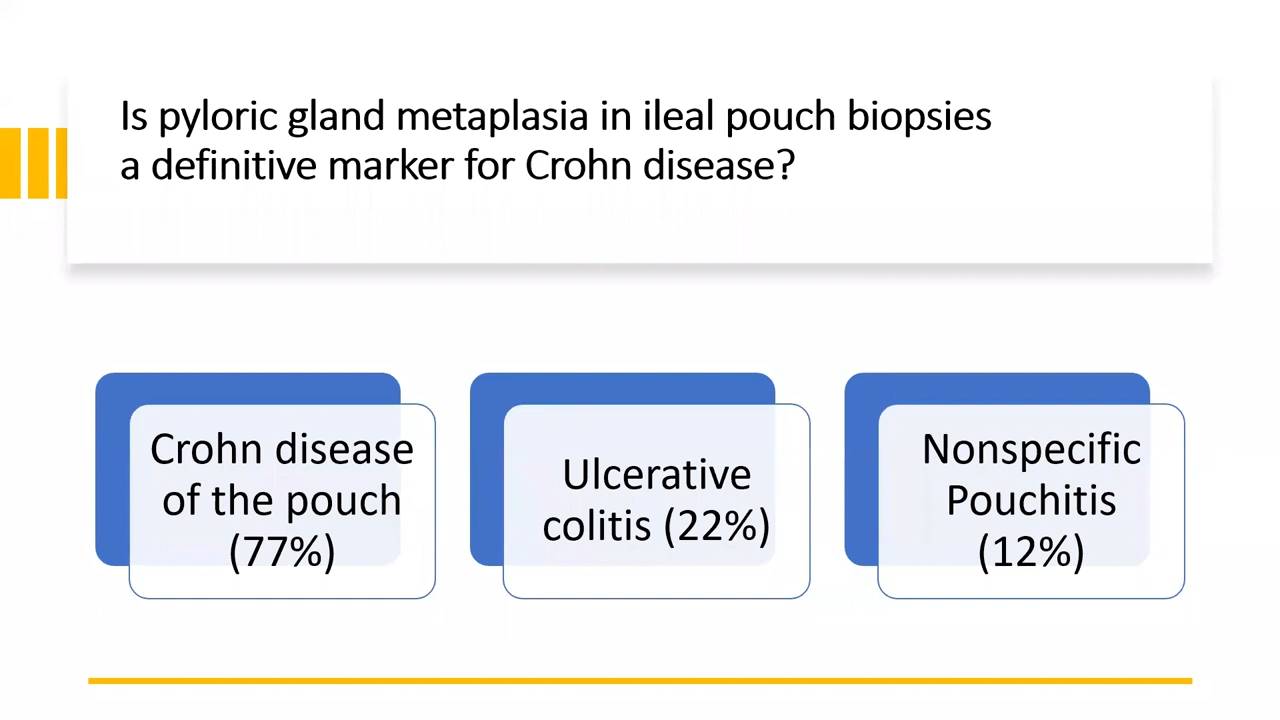 Is pyloric gland metaplasia in ileal pouch biopsies
a definitive marker for Crohn disease?
Crohn disease
of the pouch
(77%)
Ulcerative
colitis (22%)
Nonspecific
Pouchitis
(12%)